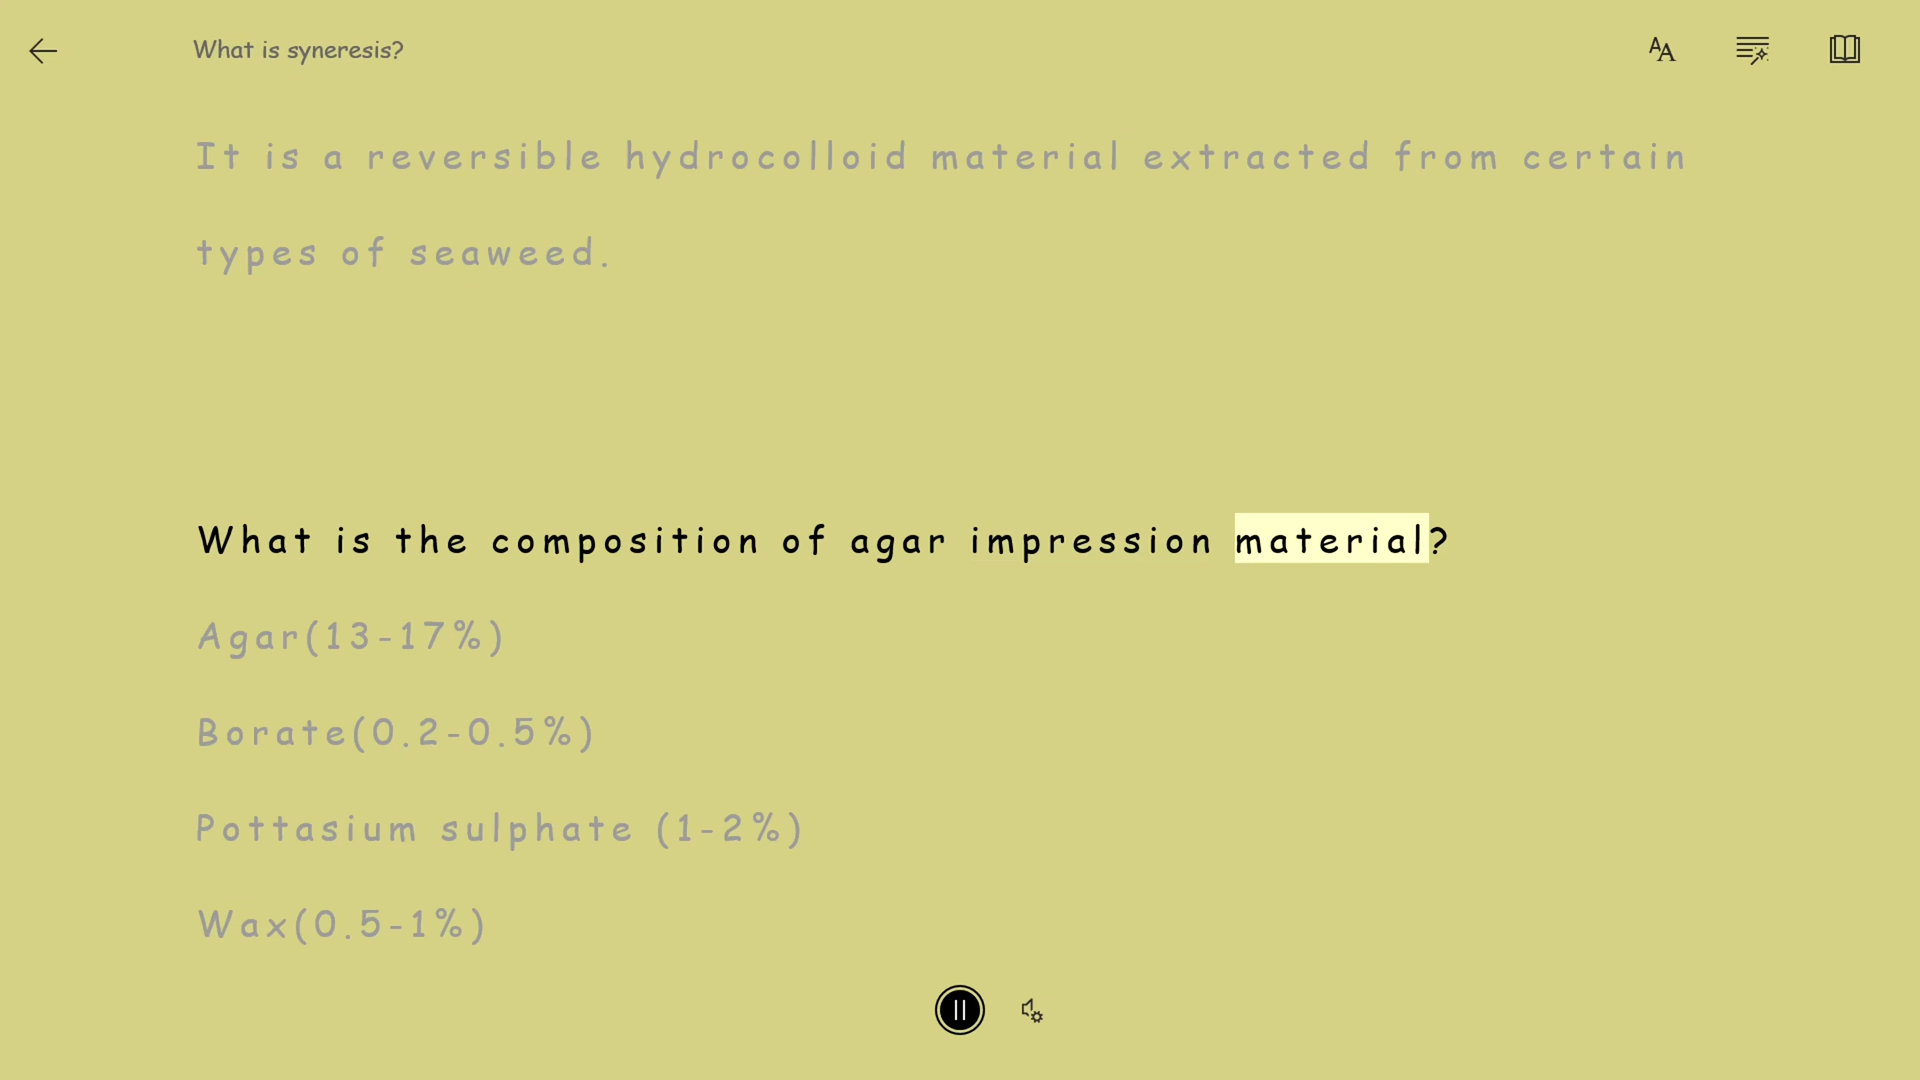 What is syneresis?
It is a reversible hydrocolloid material extracted from certain
types of seaweed.
What is the composition of agar impression material?
Agar(13-17%)
Borate(0.2-0.5%)
Pottasium sulphate (1-2%)
Wax(0.5-1%)